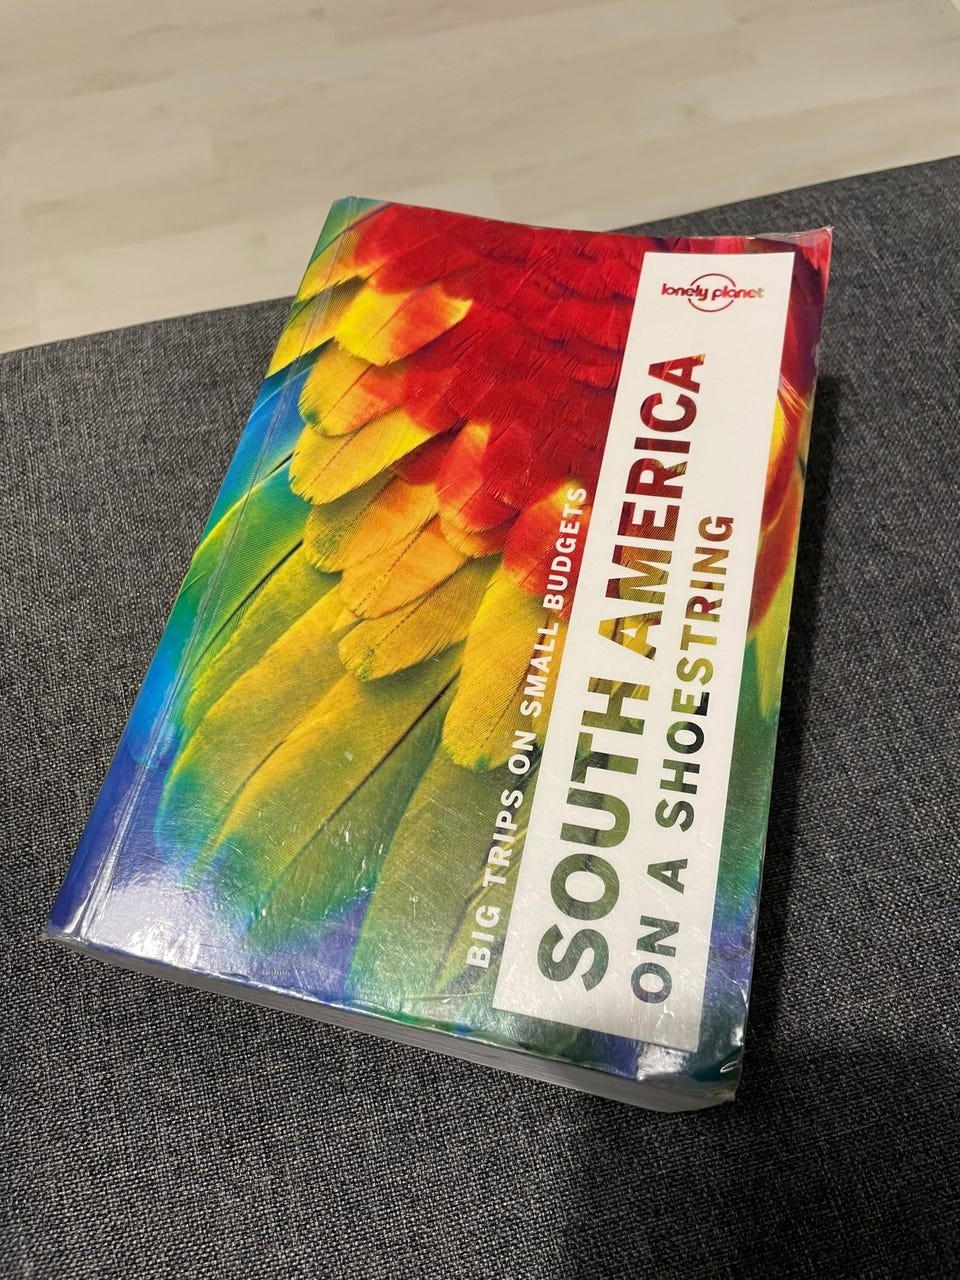 lonely planet
SOUTH AMERICA
ON A SHOESTRING
BIG TRIPS ON SMALL BUDGETS